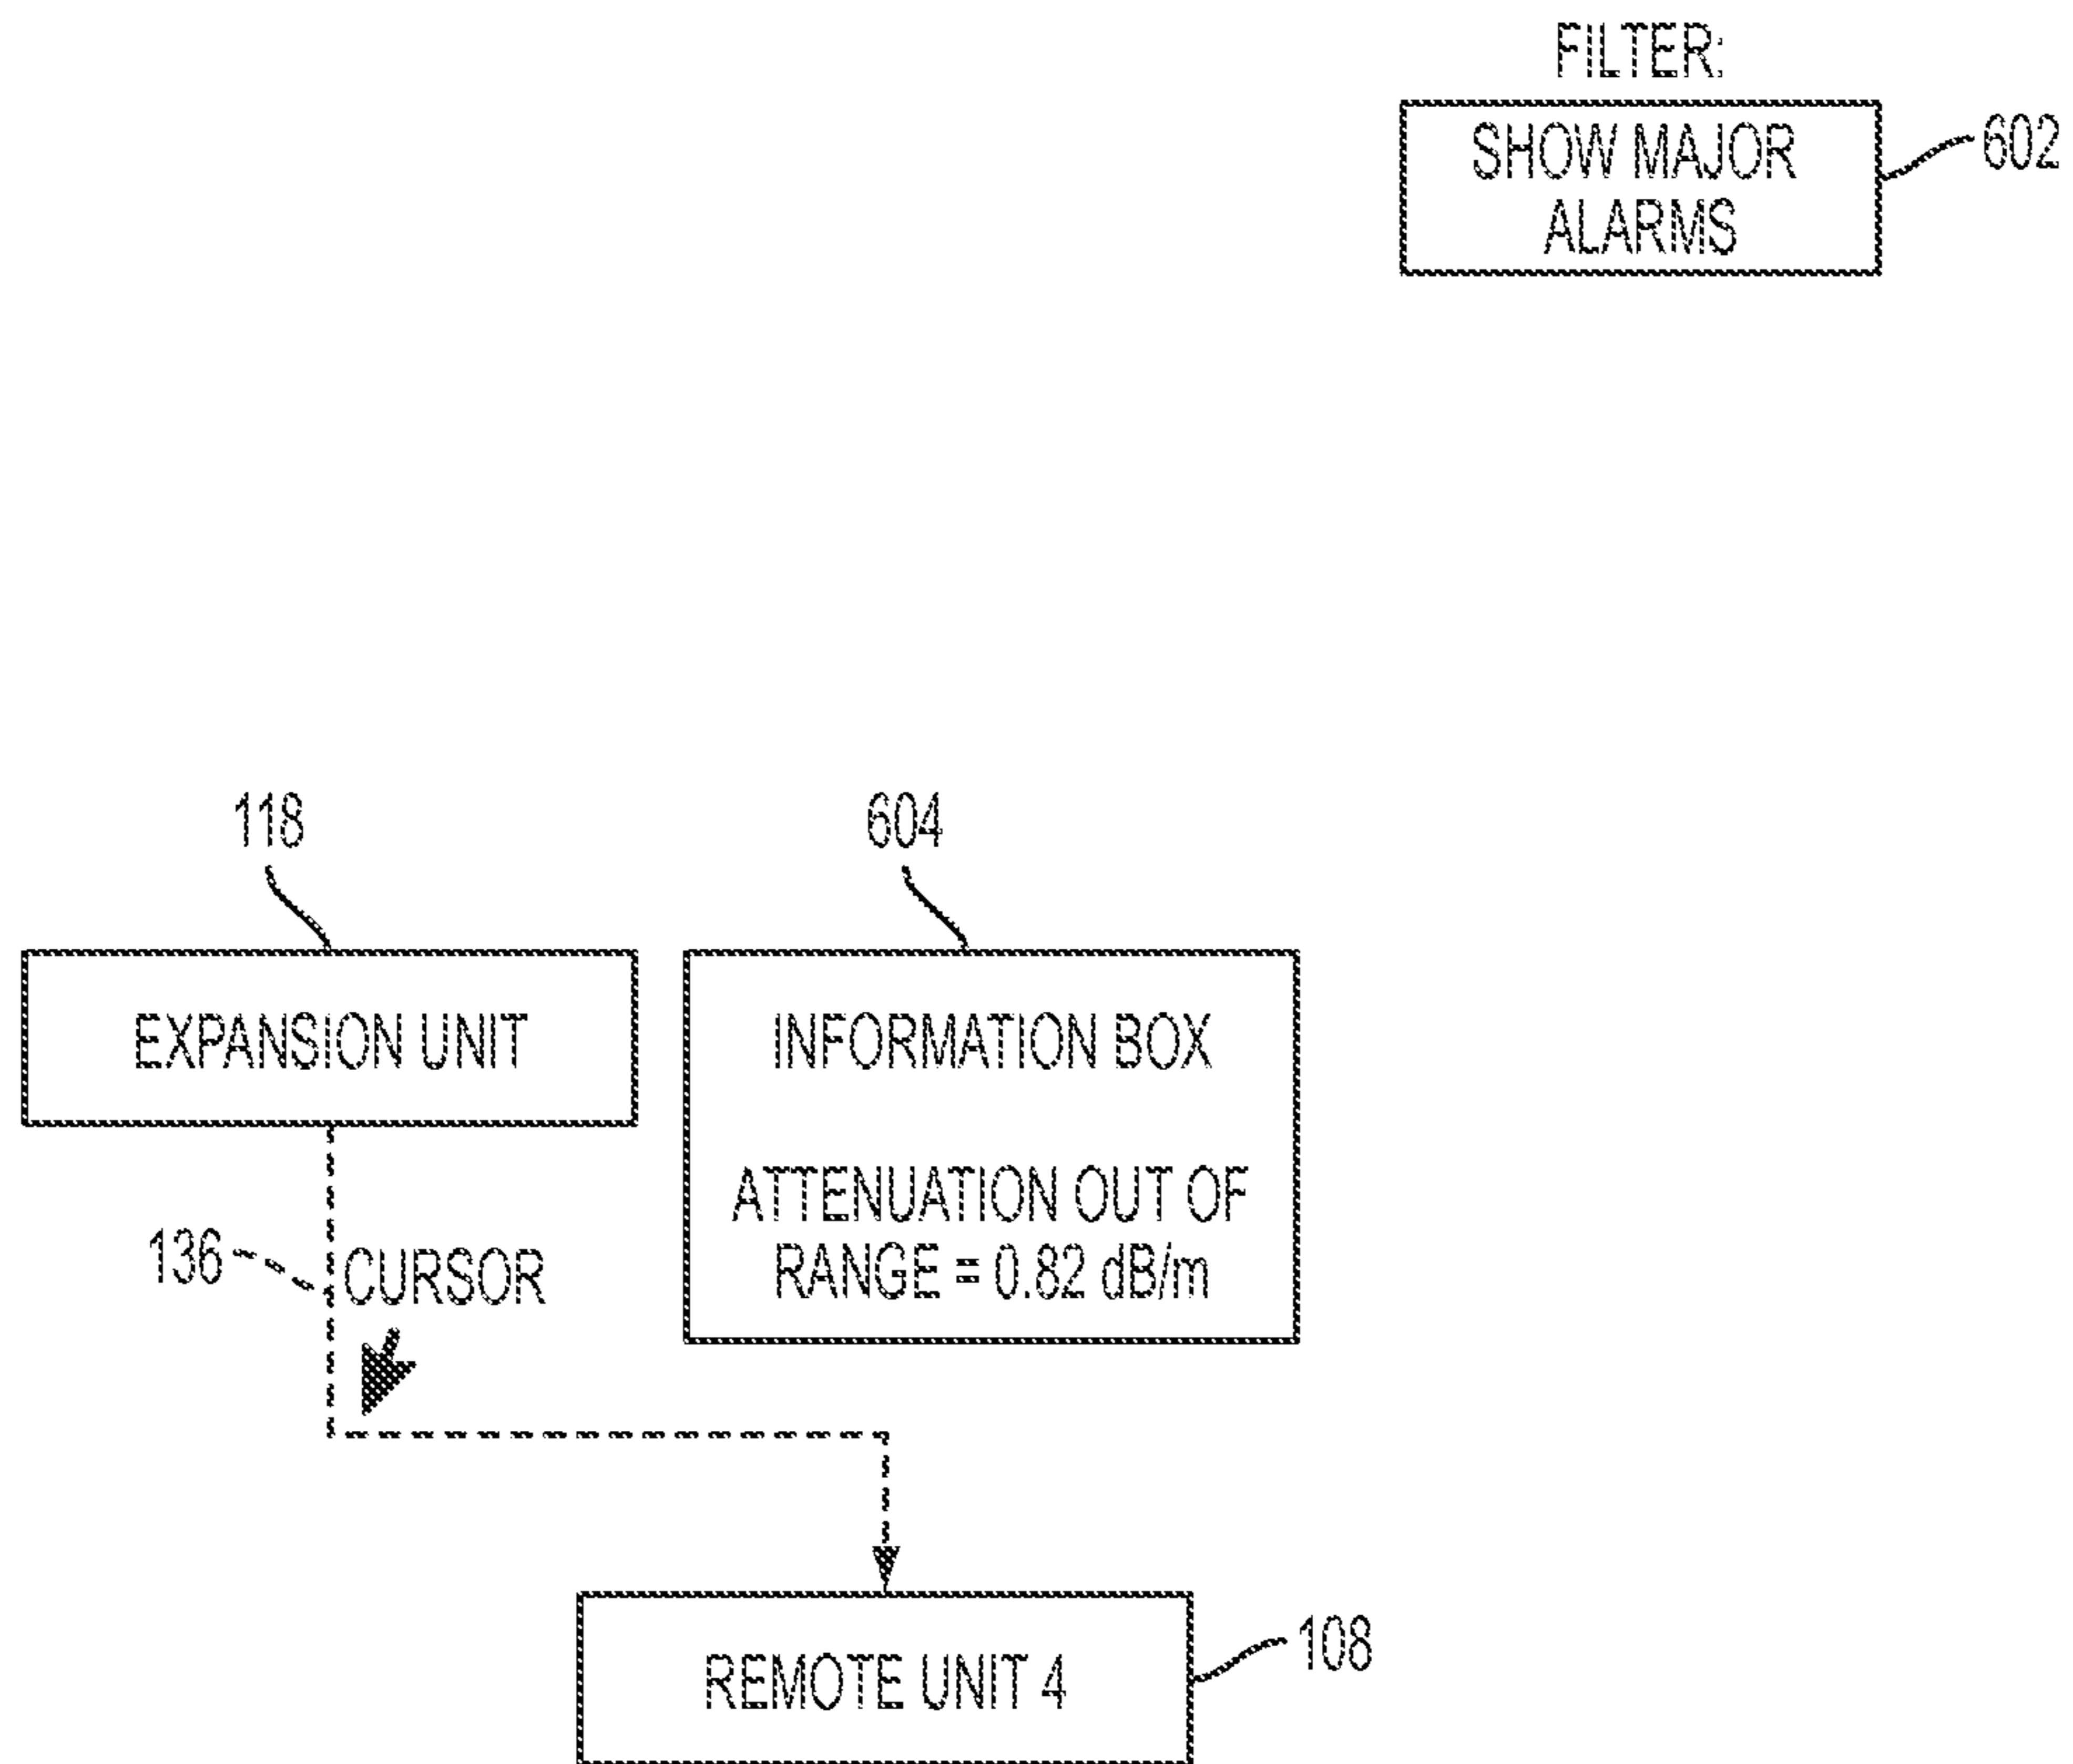 FILTER:
SHOW MAJOR
ALARMS
602
118
604
EXPANSION UNIT
INFORMATION BOX
ATTENUATION OUT OF
RANGE = 0.82 dB/m
136
CURSOR
REMOTE UNIT 4
108